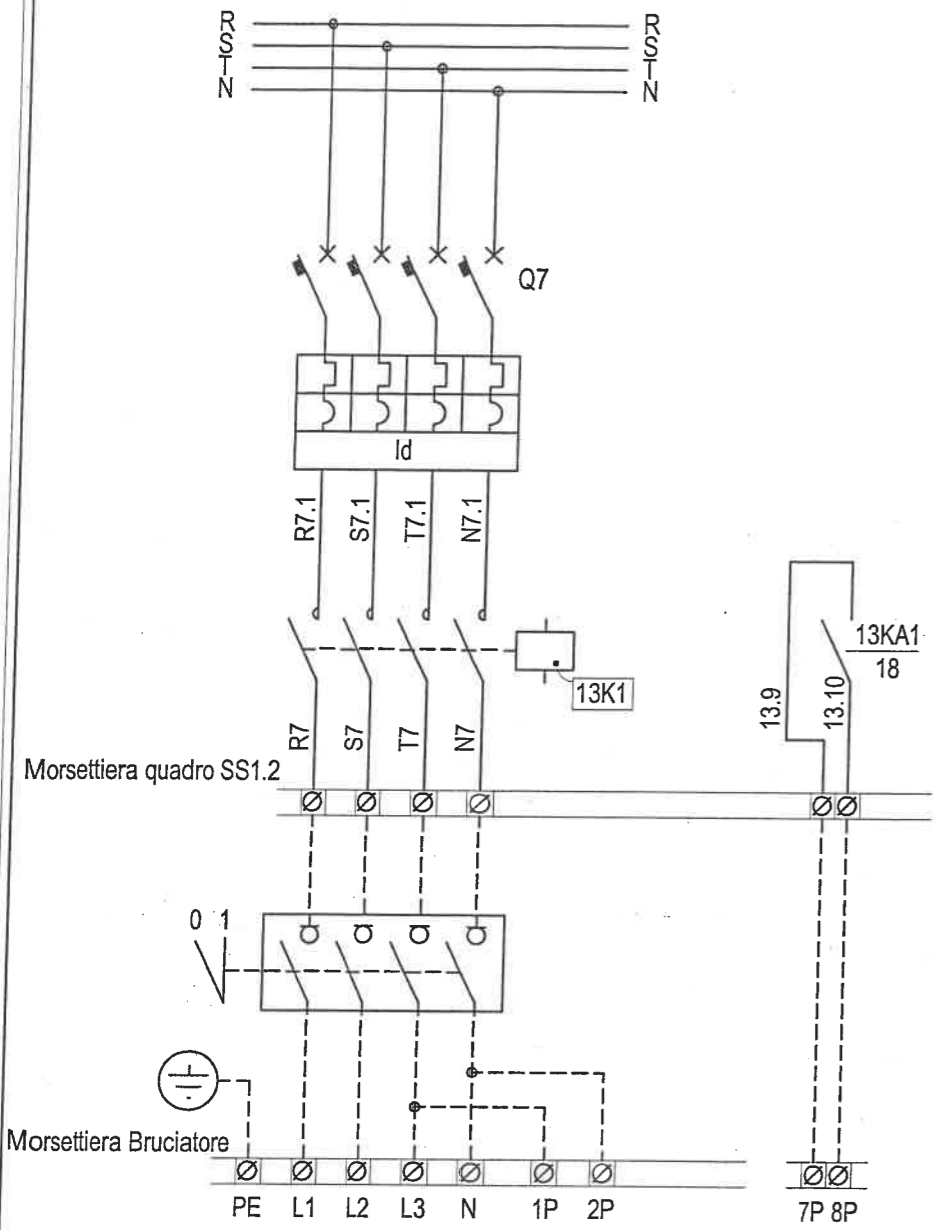 R R
S S
T T
N N
Q7
Id
R7.1 S7.1 T7.1 N7.1
13KA1
18
13K1
13.9 13.10
R7 S7 T7 N7
Morsettiera quadro SS1.2
0 1
Morsettiera Bruciatore
PE L1 L2 L3 N 1P 2P 7P 8P